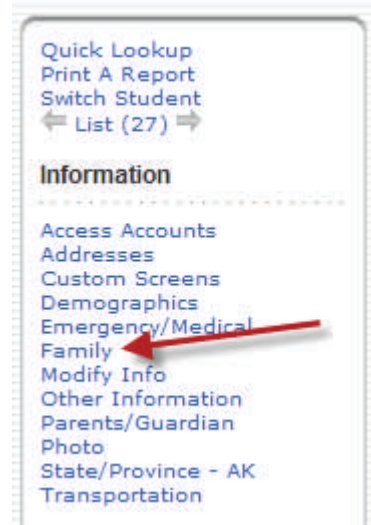 Quick Lookup
Print A Report
Switch Student
List (27)
Information
Access Accounts
Addresses
Custom Screens
Demographics
Emergency/Medical
Family
Modify Info
Other Information
Parents/Guardian
Photo
State/Province - AK
Transportation